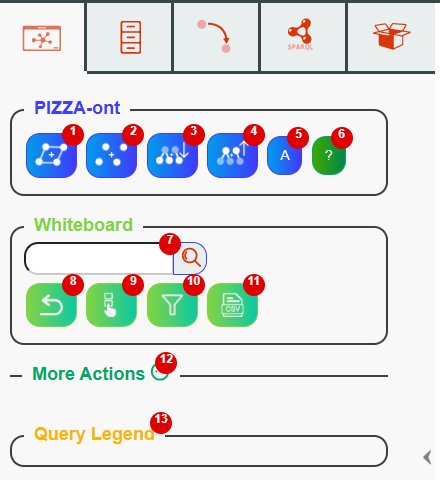 SPARQL
PIZZA-ont
1 2 3 4 5 6
A ?
Whiteboard
7
8 9 10 11
CSV
12
More Actions
13
Query Legend